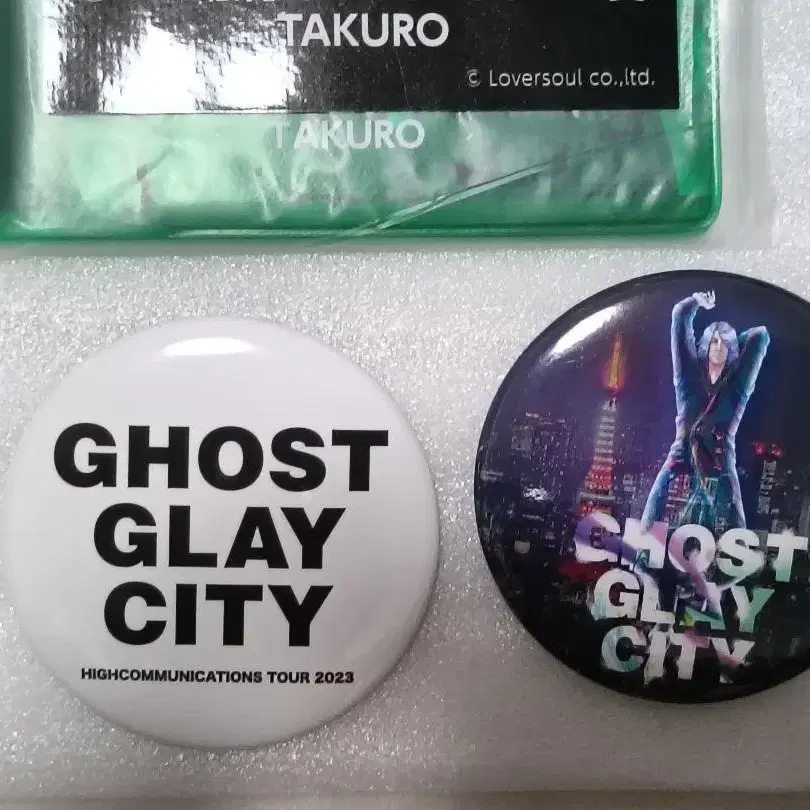 TAKURO
© Loversoul co.,ltd.
TAKURO
GHOST
GLAY
CITY
HIGHCOMMUNICATIONS TOUR 2023
GHOST
GLAY
CITY